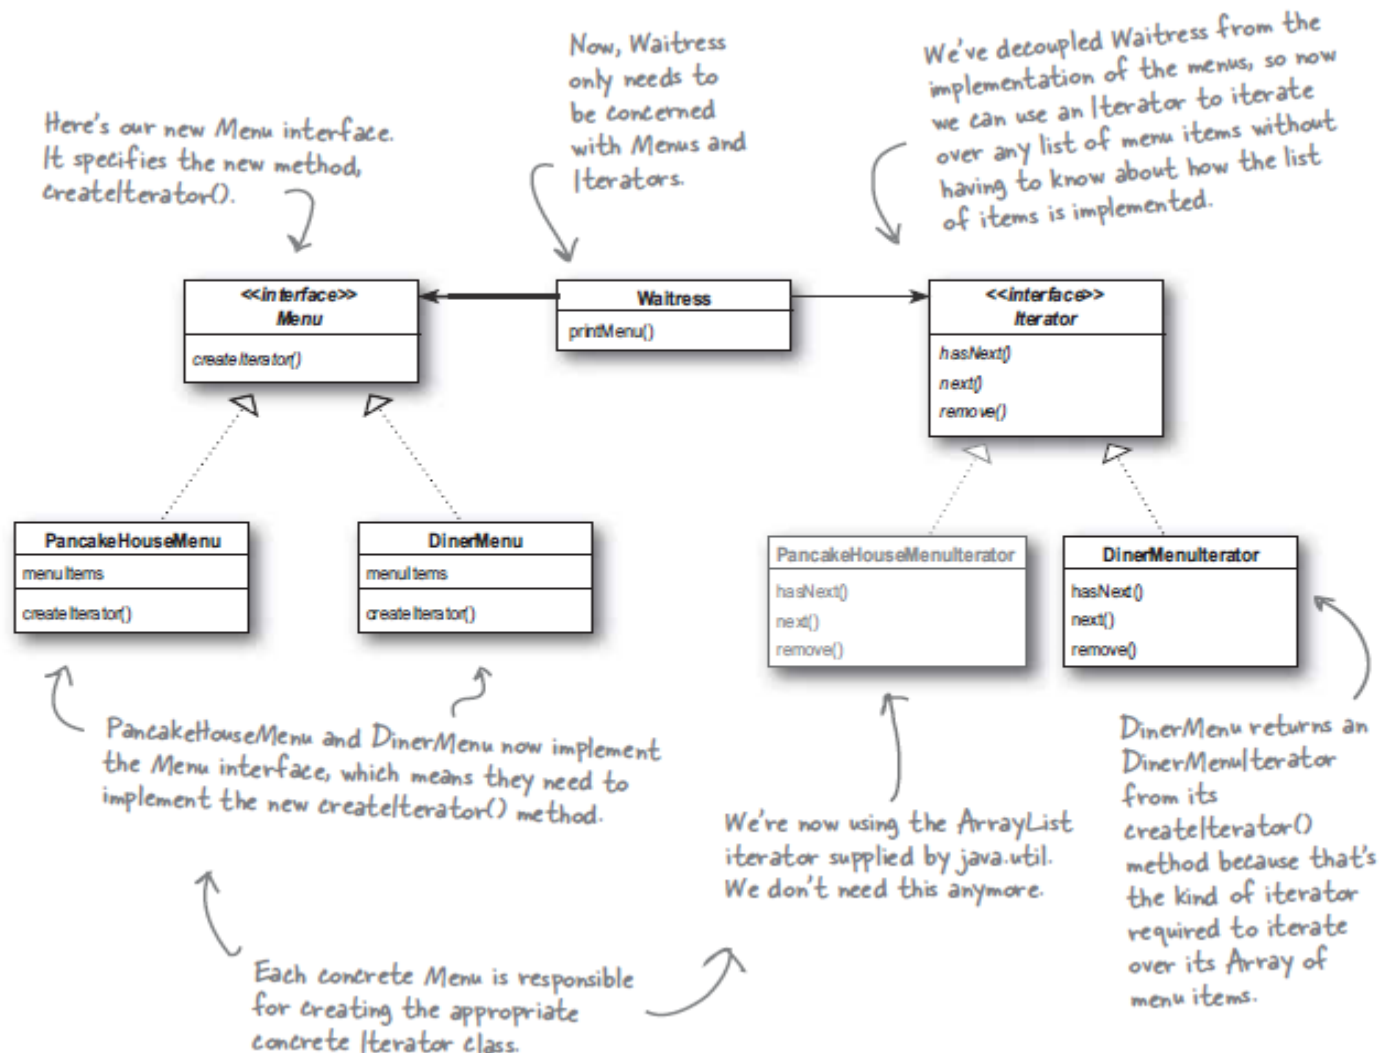 Here's our new Menu interface.
It specifies the new method,
createIterator().
Now, Waitress
only needs to
be concerned
with Menus and
Iterators.
We've decoupled Waitress from the
implementation of the menus, so now
we can use an Iterator to iterate
over any list of menu items without
having to know about how the list
of items is implemented.
<<interface>>
Menu
createIterator()
Waitress
printMenu()
<<interface>>
Iterator
hasNext()
next()
remove()
PancakeHouseMenu
menuItems
createIterator()
DinerMenu
menuItems
createIterator()
PancakeHouseMenuIterator
hasNext()
next()
remove()
DinerMenuIterator
hasNext()
next()
remove()
PancakeHouseMenu and DinerMenu now implement
the Menu interface, which means they need to
implement the new createIterator() method.
We're now using the ArrayList
iterator supplied by java.util.
We don't need this anymore.
DinerMenu returns an
DinerMenuIterator
from its
createIterator()
method because that's
the kind of iterator
required to iterate
over its Array of
menu items.
Each concrete Menu is responsible
for creating the appropriate
concrete Iterator class.